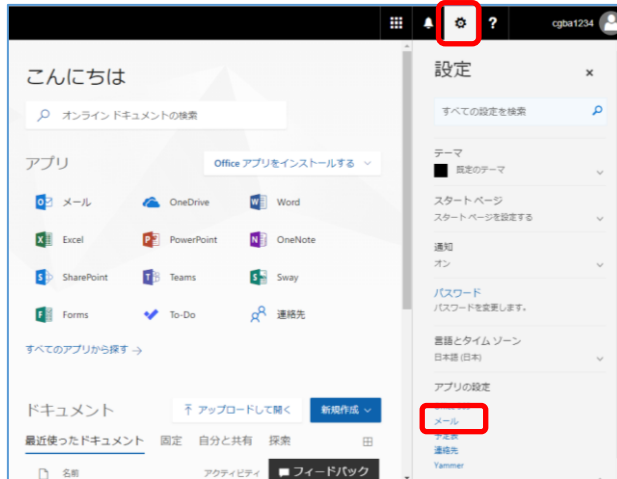 cgba1234
こんにちは
オンライン ドキュメントの検索
アプリ
Office アプリをインストールする
メール
OneDrive
Word
Excel
PowerPoint
OneNote
SharePoint
Teams
Sway
Forms
To-Do
連絡先
すべてのアプリから探す →
ドキュメント
アップロードして開く
新規作成
最近使ったドキュメント 固定 自分と共有 探索
名前
アクティビティ
フィードバック
設定
×
すべての設定を検索
テーマ
既定のテーマ
スタート ページ
スタート ページを設定する
通知
オン
パスワード
パスワードを変更します。
言語とタイム ゾーン
日本語 (日本)
アプリの設定
メール
予定表
連絡先
Yammer